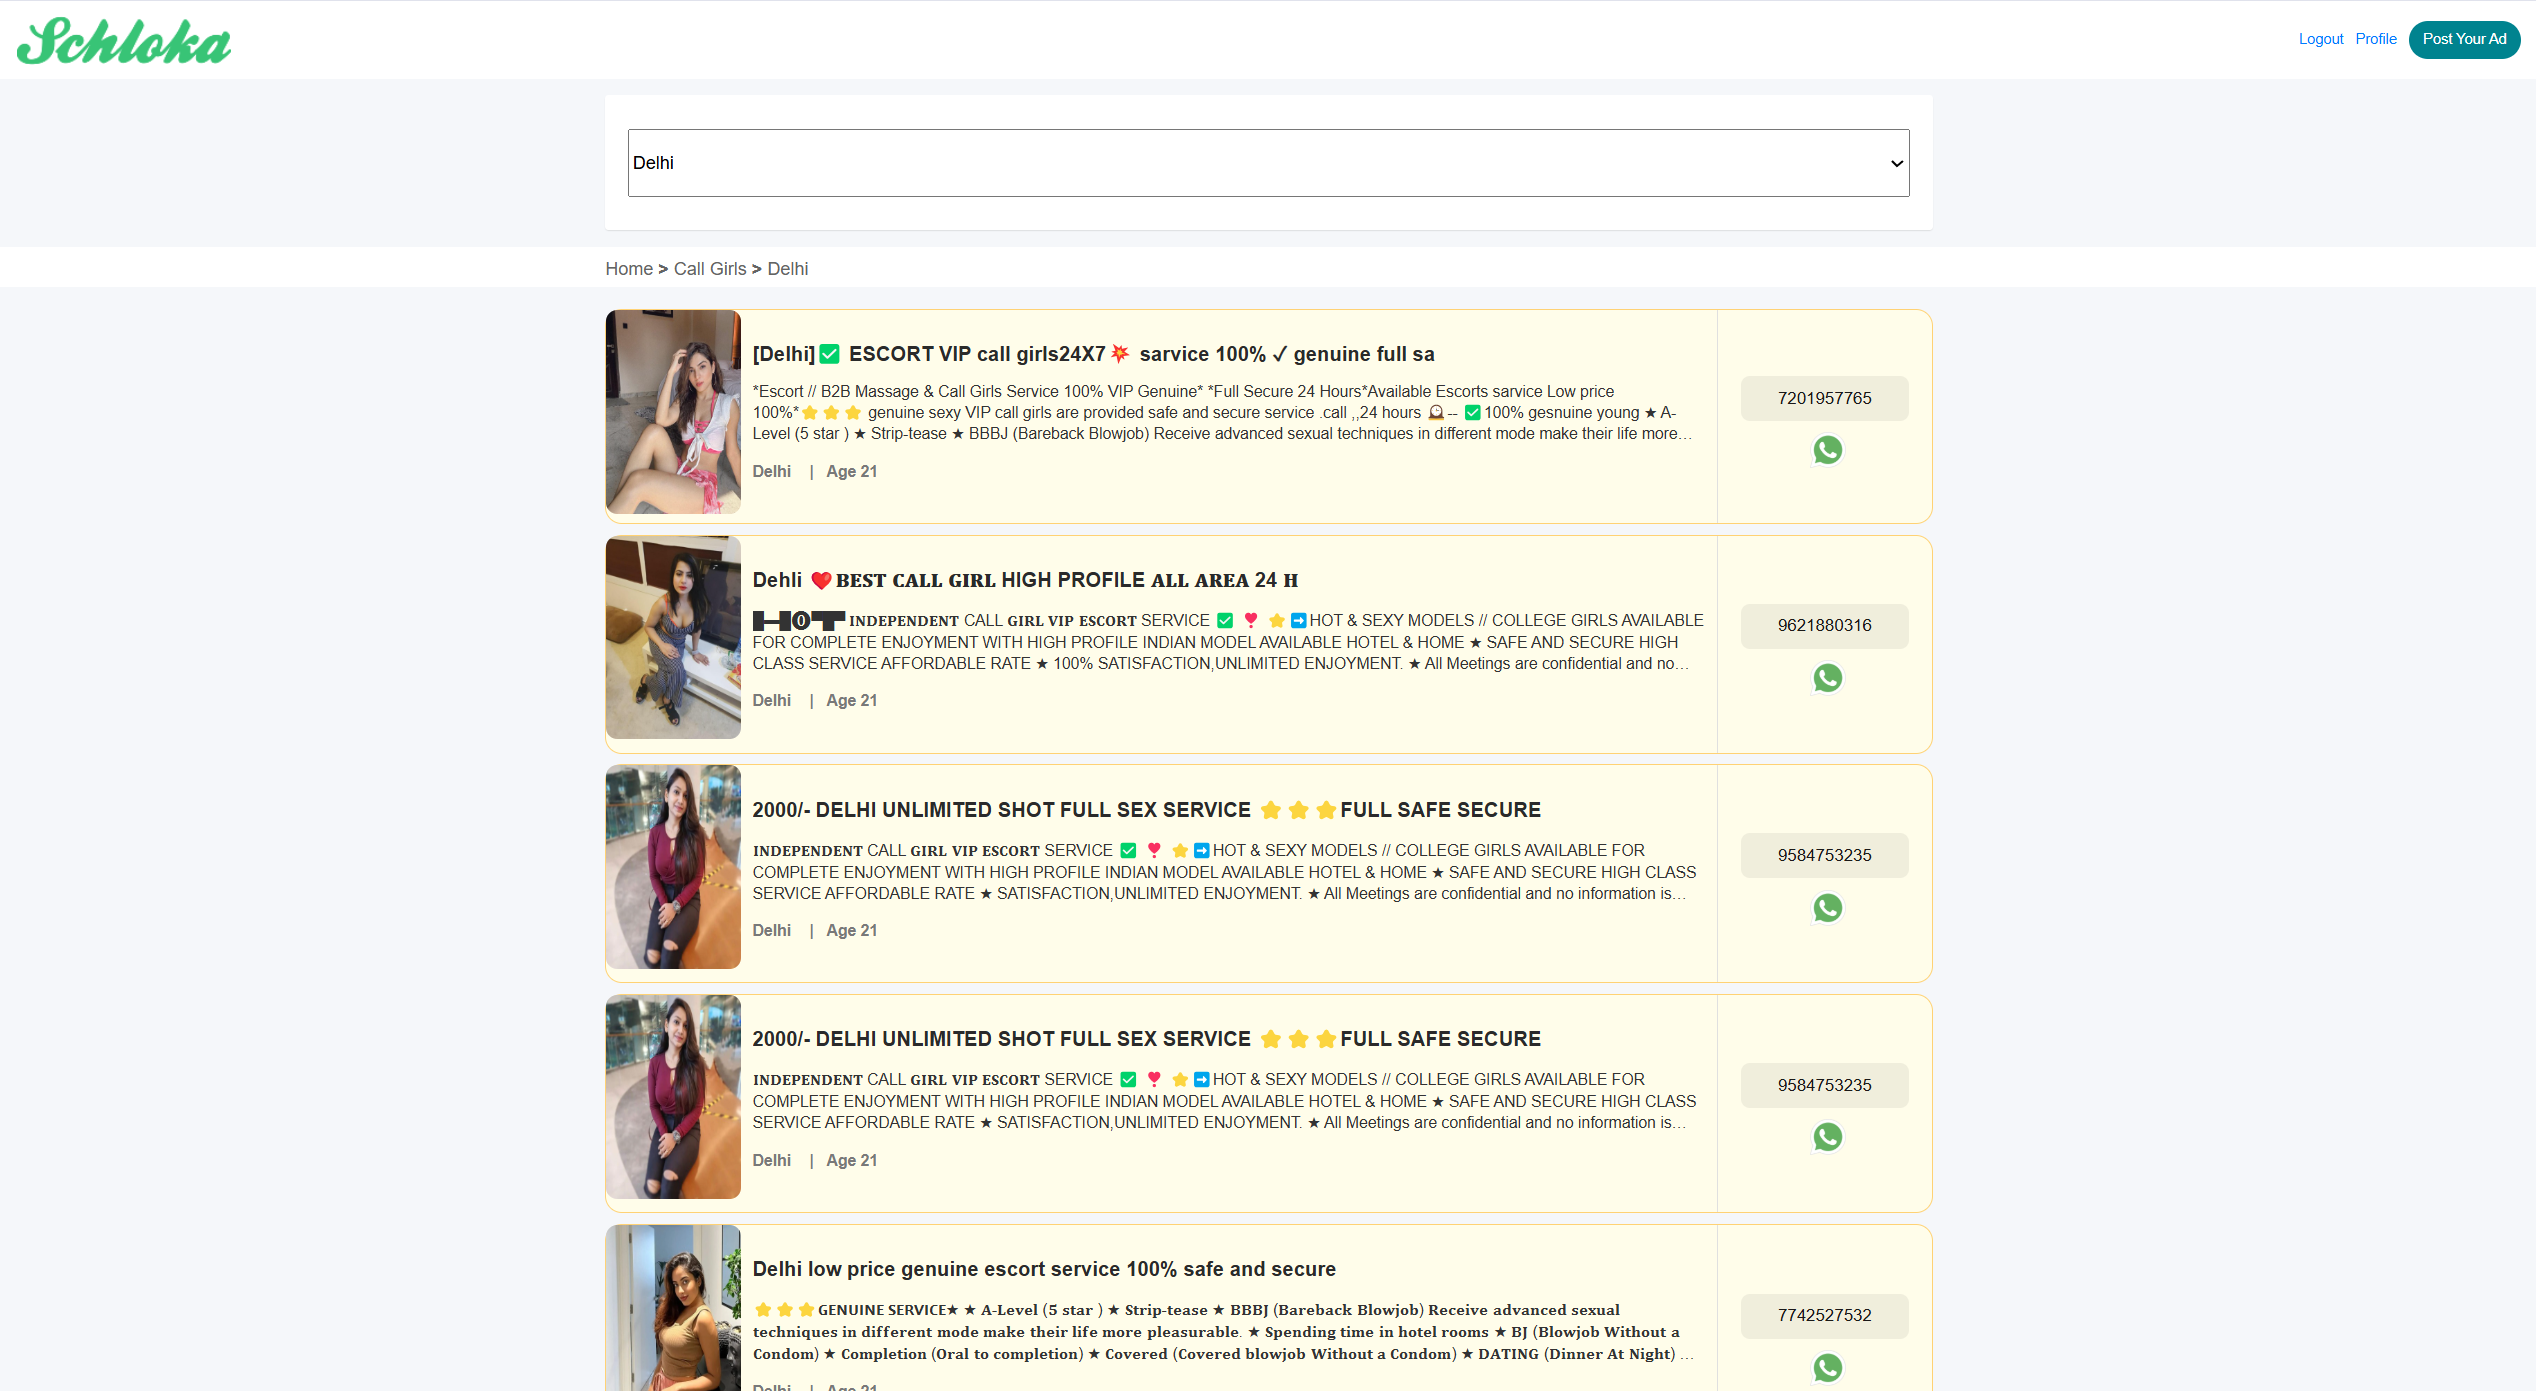 Schloka
Logout Profile Post Your Ad
Delhi
Home > Call Girls > Delhi
[Delhi]✅ ESCORT VIP call girls24X7💥 sarvice 100% ✓ genuine full sa
*Escort // B2B Massage & Call Girls Service 100% VIP Genuine* *Full Secure 24 Hours*Available Escorts sarvice Low price
100%*⭐⭐⭐ genuine sexy VIP call girls are provided safe and secure service .call ,,24 hours 🕰-- ✅100% gesnuine young ★ A-
Level (5 star ) ★ Strip-tease ★ BBBJ (Bareback Blowjob) Receive advanced sexual techniques in different mode make their life more…
Delhi | Age 21
7201957765
Dehli ❤️𝐁𝐄𝐒𝐓 𝐂𝐀𝐋𝐋 𝐆𝐈𝐑𝐋 HIGH PROFILE 𝐀𝐋𝐋 𝐀𝐑𝐄𝐀 24 𝐇
█▬█⓿▀█▀ 𝐈𝐍𝐃𝐄𝐏𝐄𝐍𝐃𝐄𝐍𝐓 CALL 𝐆𝐈𝐑𝐋 𝐕𝐈𝐏 𝐄𝐒𝐂𝐎𝐑𝐓 SERVICE ✅ ❣️ ⭐➡️HOT & SEXY MODELS // COLLEGE GIRLS AVAILABLE
FOR COMPLETE ENJOYMENT WITH HIGH PROFILE INDIAN MODEL AVAILABLE HOTEL & HOME ★ SAFE AND SECURE HIGH
CLASS SERVICE AFFORDABLE RATE ★ 100% SATISFACTION,UNLIMITED ENJOYMENT. ★ All Meetings are confidential and no…
Delhi | Age 21
9621880316
2000/- DELHI UNLIMITED SHOT FULL SEX SERVICE ⭐⭐⭐FULL SAFE SECURE
𝐈𝐍𝐃𝐄𝐏𝐄𝐍𝐃𝐄𝐍𝐓 CALL 𝐆𝐈𝐑𝐋 𝐕𝐈𝐏 𝐄𝐒𝐂𝐎𝐑𝐓 SERVICE ✅ ❣️ ⭐➡️HOT & SEXY MODELS // COLLEGE GIRLS AVAILABLE FOR
COMPLETE ENJOYMENT WITH HIGH PROFILE INDIAN MODEL AVAILABLE HOTEL & HOME ★ SAFE AND SECURE HIGH CLASS
SERVICE AFFORDABLE RATE ★ SATISFACTION,UNLIMITED ENJOYMENT. ★ All Meetings are confidential and no information is…
Delhi | Age 21
9584753235
2000/- DELHI UNLIMITED SHOT FULL SEX SERVICE ⭐⭐⭐FULL SAFE SECURE
𝐈𝐍𝐃𝐄𝐏𝐄𝐍𝐃𝐄𝐍𝐓 CALL 𝐆𝐈𝐑𝐋 𝐕𝐈𝐏 𝐄𝐒𝐂𝐎𝐑𝐓 SERVICE ✅ ❣️ ⭐➡️HOT & SEXY MODELS // COLLEGE GIRLS AVAILABLE FOR
COMPLETE ENJOYMENT WITH HIGH PROFILE INDIAN MODEL AVAILABLE HOTEL & HOME ★ SAFE AND SECURE HIGH CLASS
SERVICE AFFORDABLE RATE ★ SATISFACTION,UNLIMITED ENJOYMENT. ★ All Meetings are confidential and no information is…
Delhi | Age 21
9584753235
Delhi low price genuine escort service 100% safe and secure
⭐⭐⭐GENUINE SERVICE★ ★ A-Level (5 star ) ★ Strip-tease ★ BBBJ (Bareback Blowjob) Receive advanced sexual
techniques in different mode make their life more pleasurable. ★ Spending time in hotel rooms ★ BJ (Blowjob Without a
Condom) ★ Completion (Oral to completion) ★ Covered (Covered blowjob Without a Condom) ★ DATING (Dinner At Night) …
Delhi | Age 21
7742527532